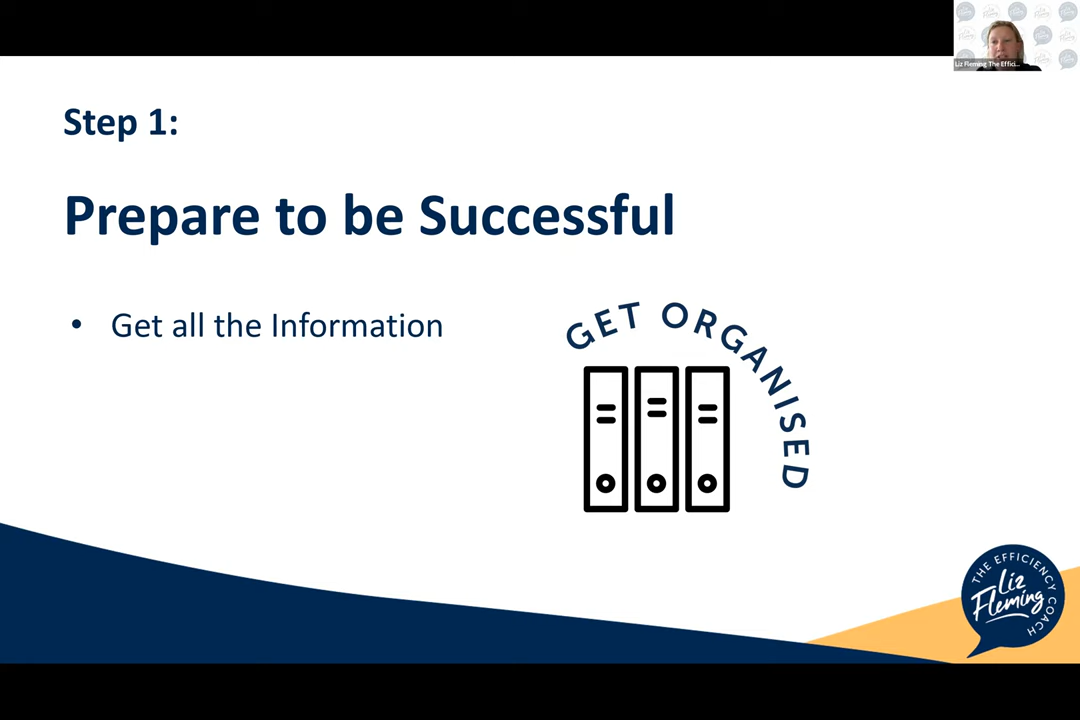 Liz Fleming The Effici...
Step 1:
Prepare to be Successful
• Get all the Information
GET ORGANISED
THE EFFICIENCY COACH
Liz
Fleming